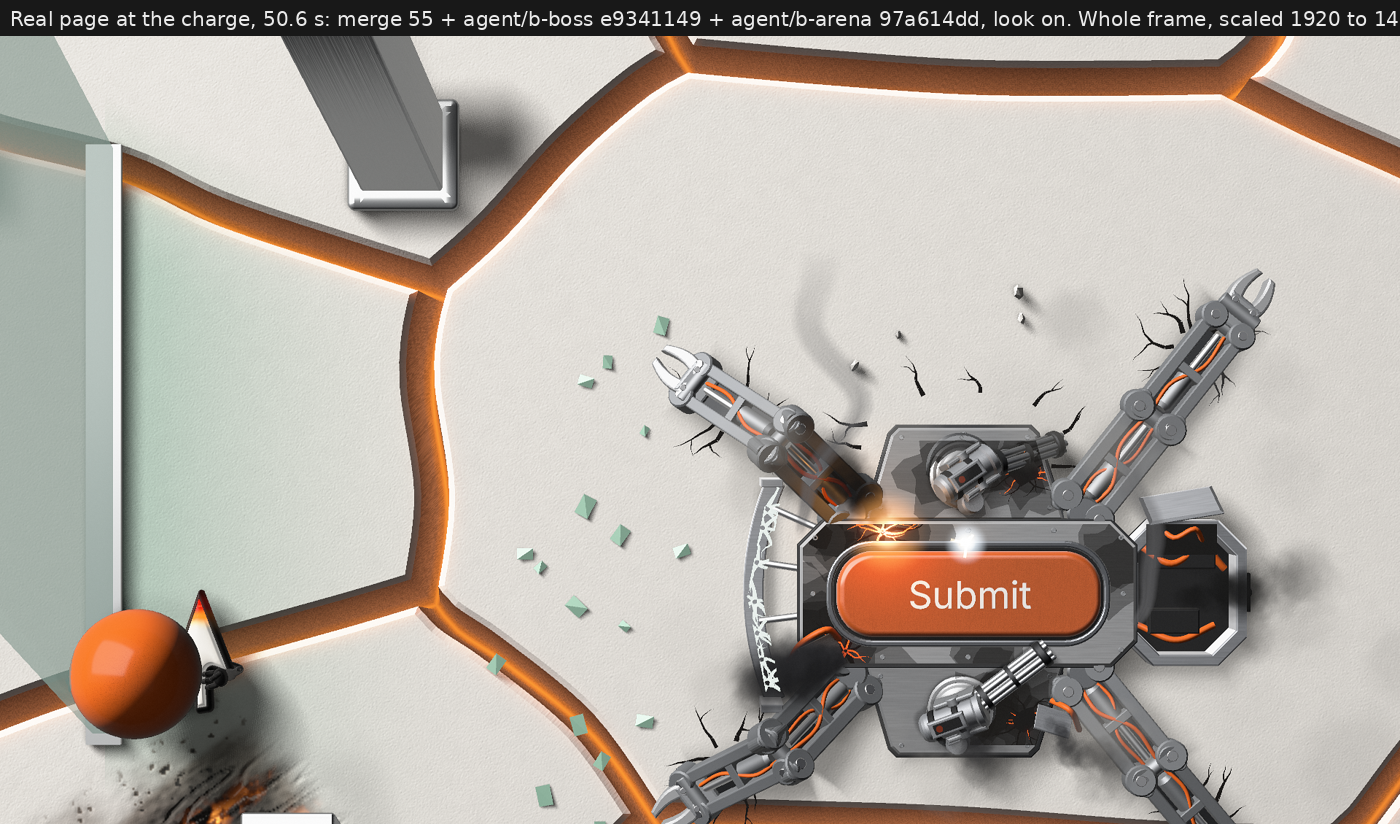 Real page at the charge, 50.6 s: merge 55 + agent/b-boss e9341149 + agent/b-arena 97a614dd, look on. Whole frame, scaled 1920 to 14
Submit